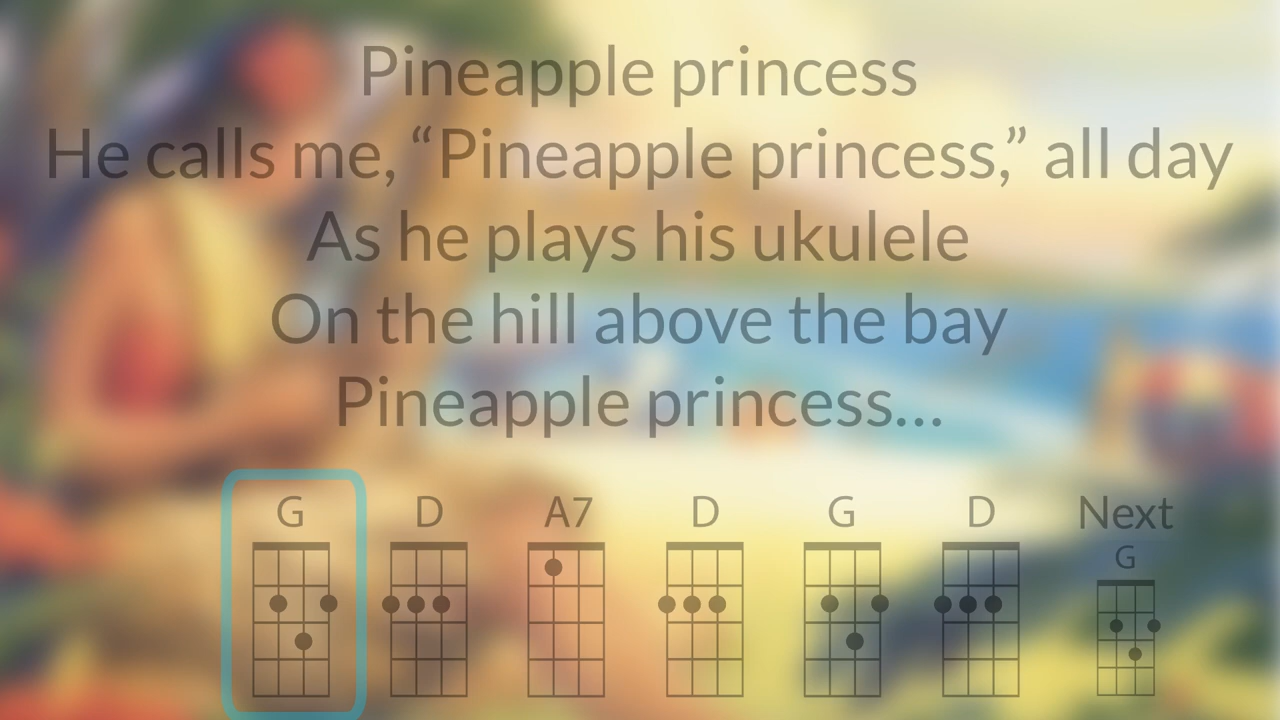 Pineapple princess
He calls me, “Pineapple princess,” all day
As he plays his ukulele
On the hill above the bay
Pineapple princess...
G D A7 D G D Next
G